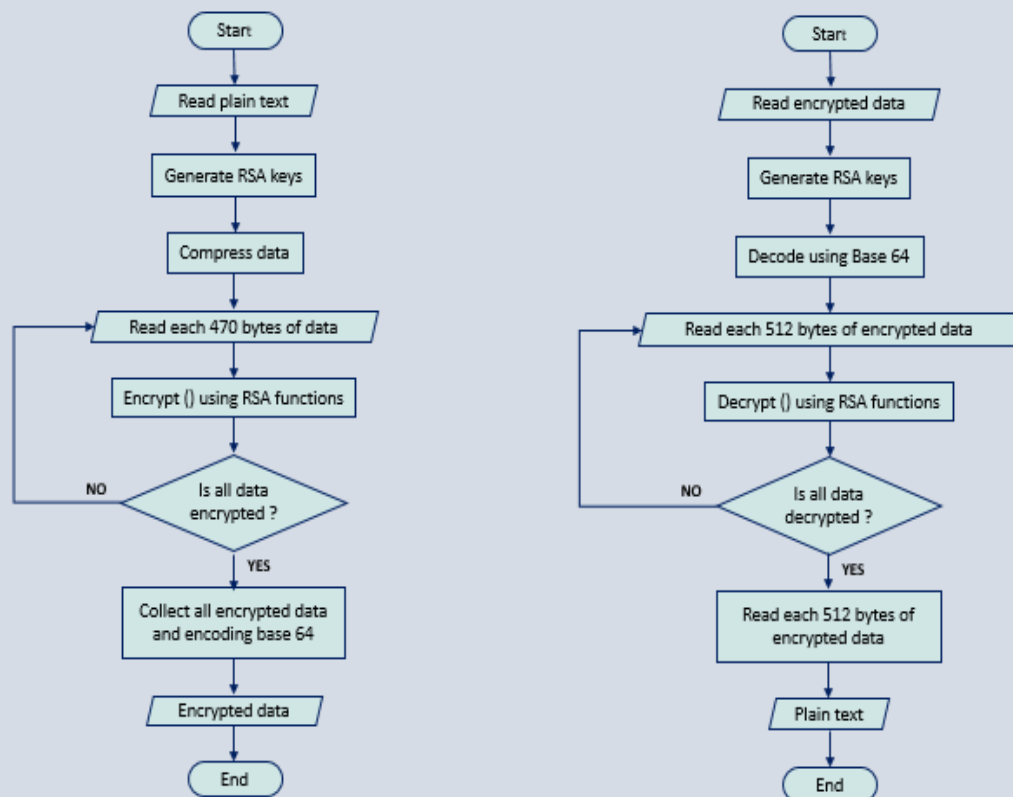 Start
Read plain text
Generate RSA keys
Compress data
Read each 470 bytes of data
Encrypt () using RSA functions
Is all data
encrypted ?
NO
YES
Collect all encrypted data
and encoding base 64
Encrypted data
End
Start
Read encrypted data
Generate RSA keys
Decode using Base 64
Read each 512 bytes of encrypted data
Decrypt () using RSA functions
Is all data
decrypted ?
NO
YES
Read each 512 bytes of
encrypted data
Plain text
End